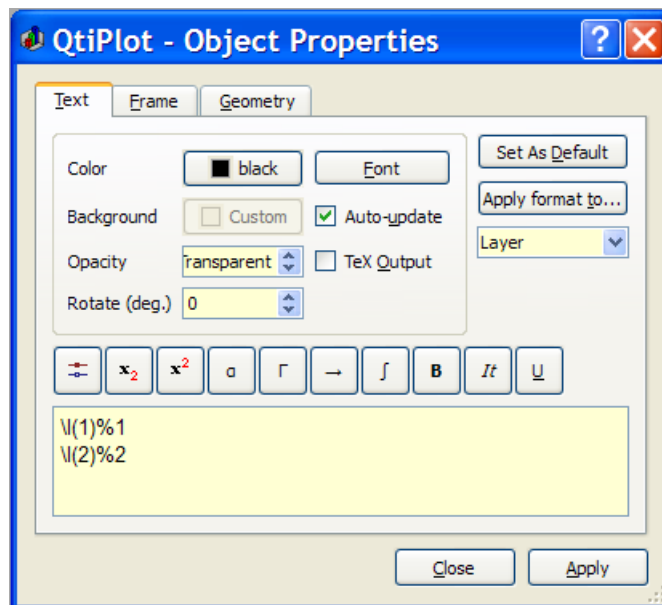 QtiPlot - Object Properties
?
Text Frame Geometry
Color black Font Set As Default
Background Custom Auto-update Apply format to...
Opacity Transparent TeX Output Layer
Rotate (deg.) 0
x2 x2 α Γ → ∫ B It U
\l(1)%1
\l(2)%2
Close Apply